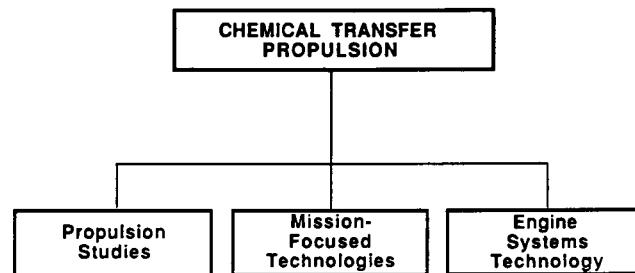 CHEMICAL TRANSFER
PROPULSION
Propulsion
Studies
Mission-
Focused
Technologies
Engine
Systems
Technology